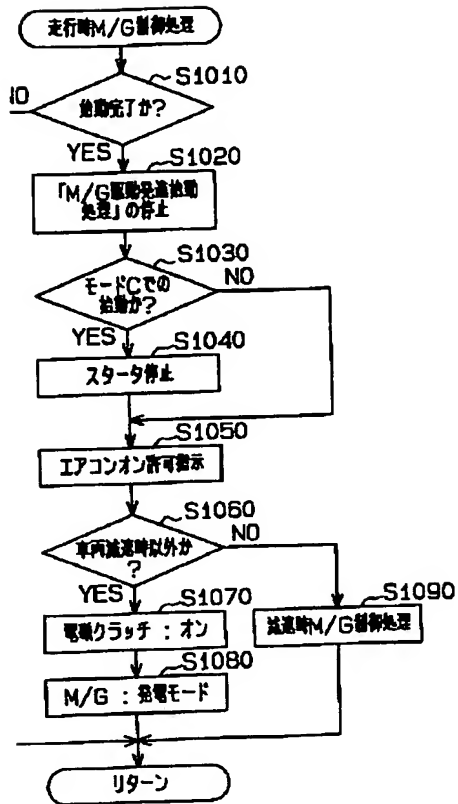 走行時M/G制御処理
S1010
NO
始動完了か?
YES
S1020
「M/G駆動発進始動
処理」の停止
S1030
モードCでの
始動か?
NO
YES
S1040
スタータ停止
S1050
エアコンオン許可指示
S1060
車両減速時以外か
?
NO
YES
S1070
電磁クラッチ : オン
S1090
減速時M/G制御処理
S1080
M/G : 発電モード
リターン